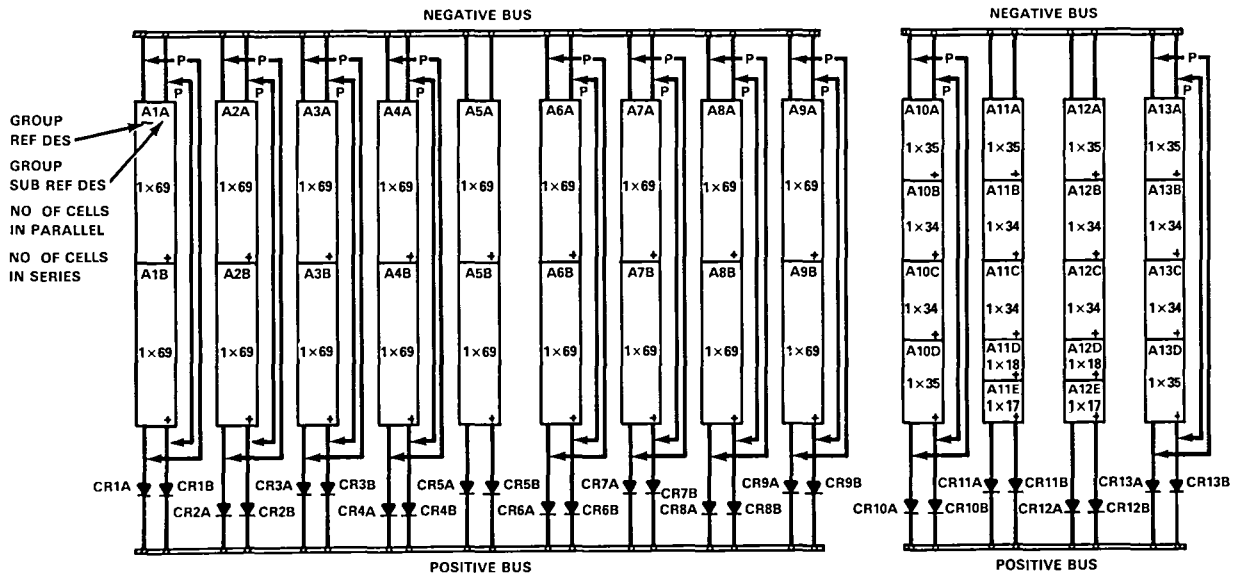 NEGATIVE BUS
NEGATIVE BUS
P P P P P P P P P P
P P P P P P P P P P
A1A A2A A3A A4A A5A A6A A7A A8A A9A A10A A11A A12A A13A
GROUP
REF DES
GROUP
SUB REF DES
NO OF CELLS
IN PARALLEL
NO OF CELLS
IN SERIES
1×69 1×69 1×69 1×69 1×69 1×69 1×69 1×69 1×69
1×35 1×35 1×35 1×35
+ + + +
A10B A11B A12B A13B
1×34 1×34 1×34 1×34
+ + + + + + + + + + + + +
A1B A2B A3B A4B A5B A6B A7B A8B A9B A10C A11C A12C A13C
1×34 1×34 1×34 1×34
+ + + +
1×69 1×69 1×69 1×69 1×69 1×69 1×69 1×69 1×69
A10D A11D A12D A13D
1×18 1×18
+ +
1×35 1×35
A11E A12E
1×17 1×17
+ + + + + + + + + + + + +
CR1A CR1B CR3A CR3B CR5A CR5B CR7A CR7B CR9A CR9B CR11A CR11B CR13A CR13B
CR2A CR2B CR4A CR4B CR6A CR6B CR8A CR8B CR10A CR10B CR12A CR12B
POSITIVE BUS
POSITIVE BUS